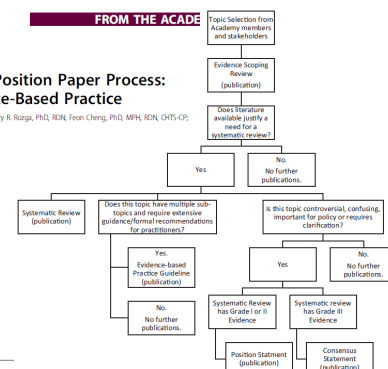 FROM THE ACADE
Position Paper Process:
ce-Based Practice
ry R. Rozga, PhD, RDN; Feon Cheng, PhD, MPH, RDN, CHTS-CP;
Topic Selection from
Academy members
and stakeholders
Evidence Scoping
Review
(publication)
Does literature
available justify a
need for a
systematic review?
Yes
No.
No further
publications.
Systematic Review
(publication)
Does this topic have multiple sub-
topics and require extensive
guidance/formal recommendations
for practitioners?
Is this topic controversial, confusing,
important for policy or requires
clarification?
Yes.
Evidence-based
Practice Guideline
(publication)
No.
No further
publications.
Yes
No.
No further
publications.
Systematic Review
has Grade I or II
Evidence
Systematic review
has Grade III
Evidence
Position Statment
(publication)
Consensus
Statement
(publication)